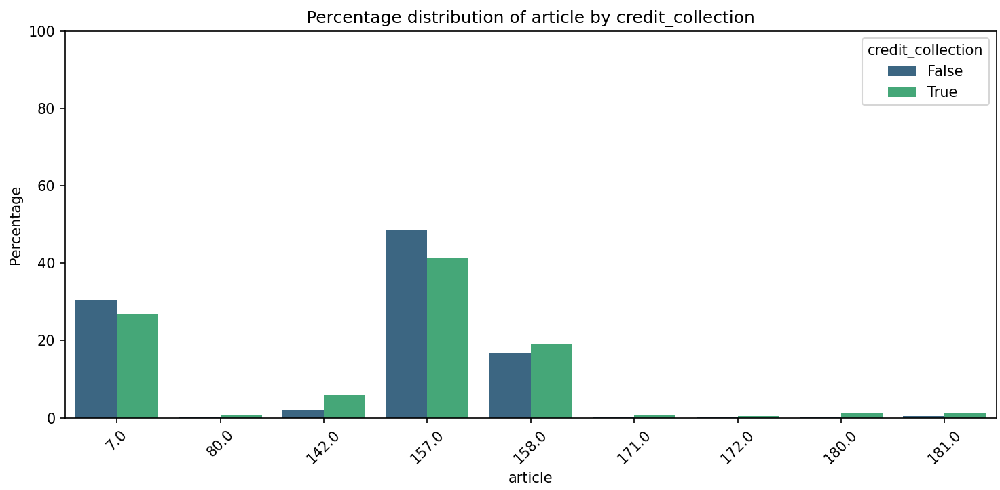 Percentage distribution of article by credit_collection
100
80
60
40
20
0
Percentage
credit_collection
False
True
7.0
80.0
142.0
157.0
158.0
171.0
172.0
180.0
181.0
article